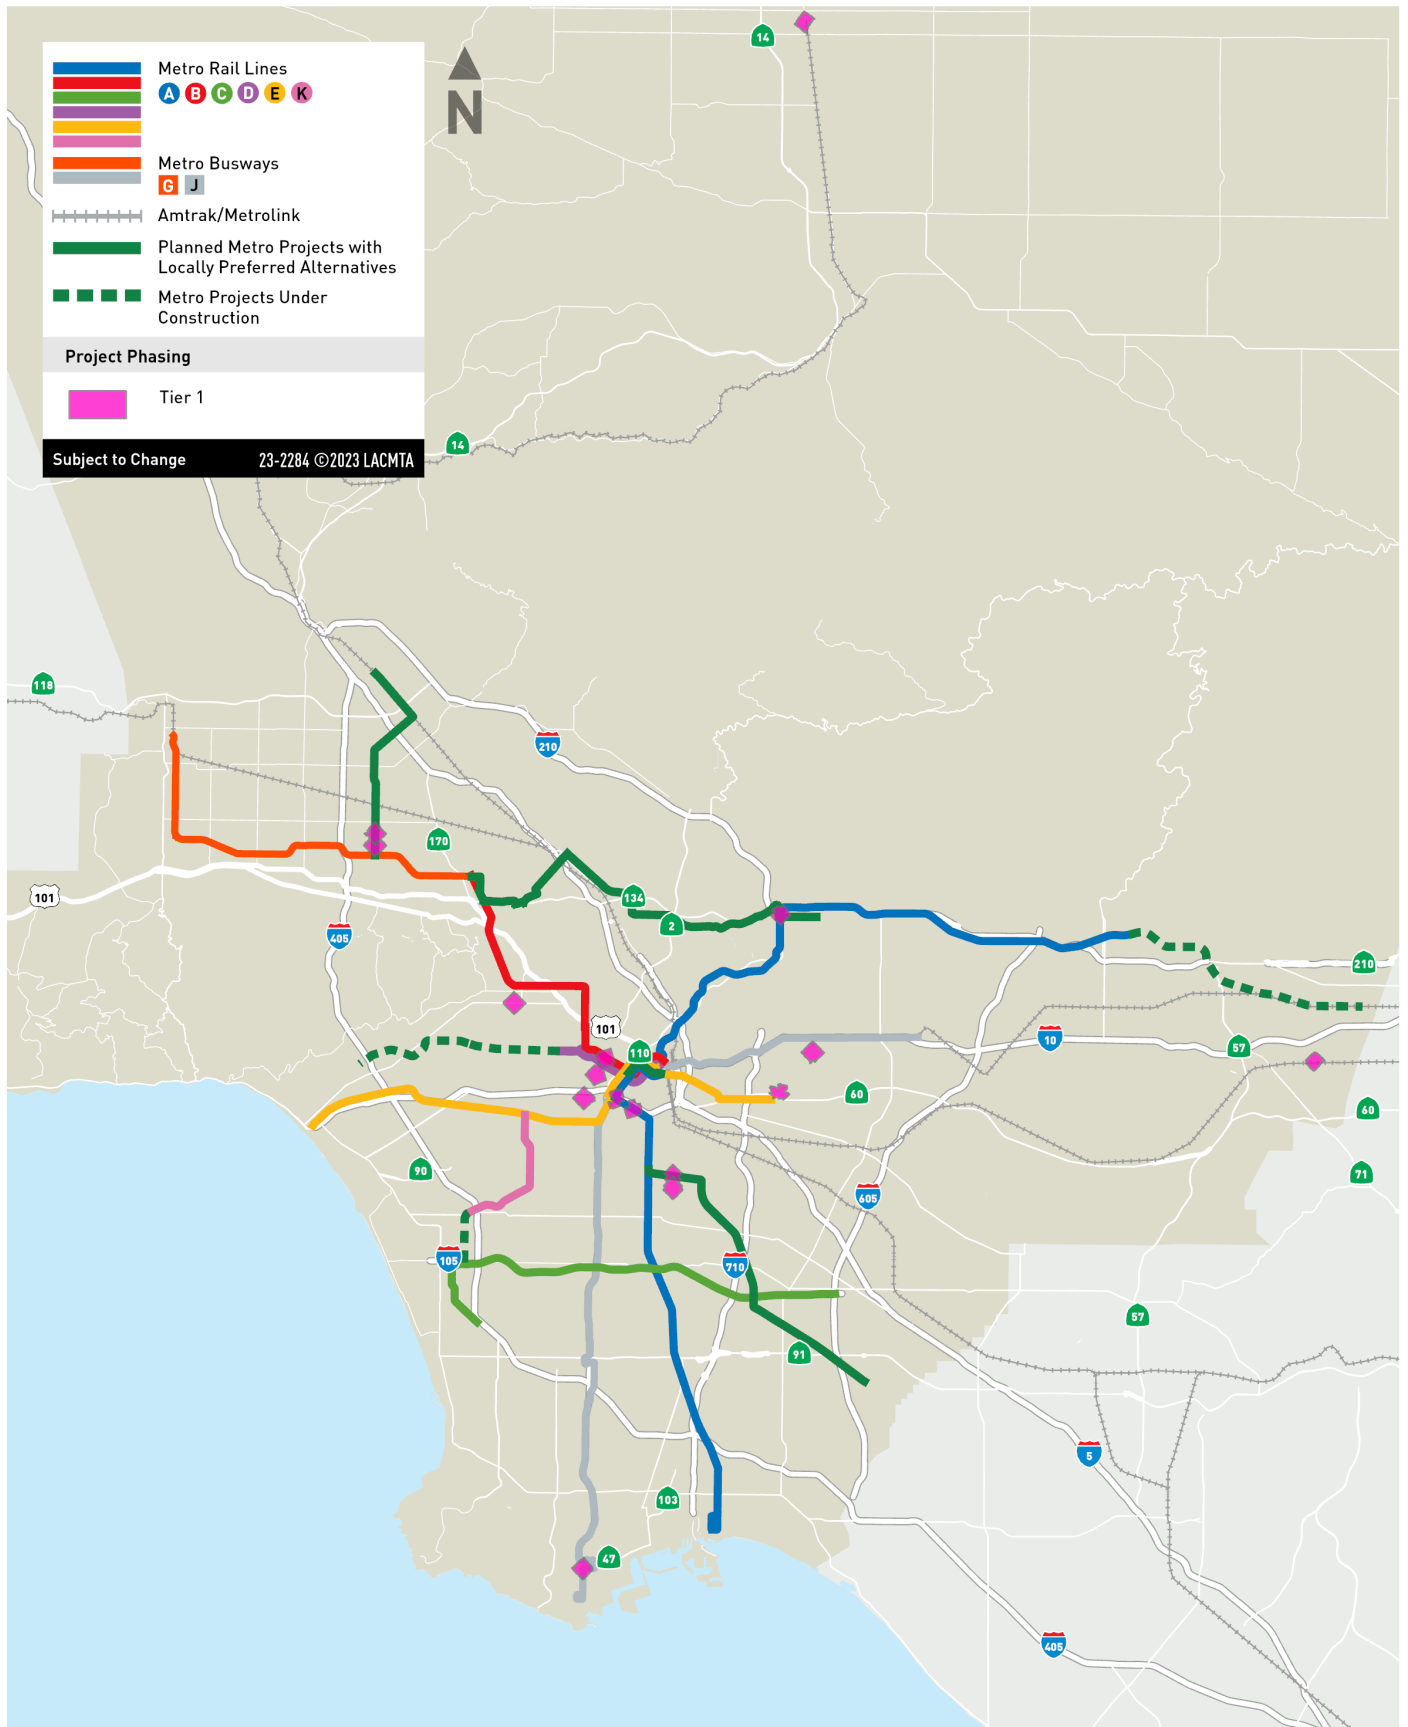 Metro Rail Lines
A B C D E K
Metro Busways
G J
Amtrak/Metrolink
Planned Metro Projects with
Locally Preferred Alternatives
Metro Projects Under
Construction
Project Phasing
Tier 1
Subject to Change 23-2284 ©2023 LACMTA
N
14
14
118
210
170
101
134
2
405
210
101
110
10
57
60
60
90
71
605
105
710
57
91
5
103
47
405